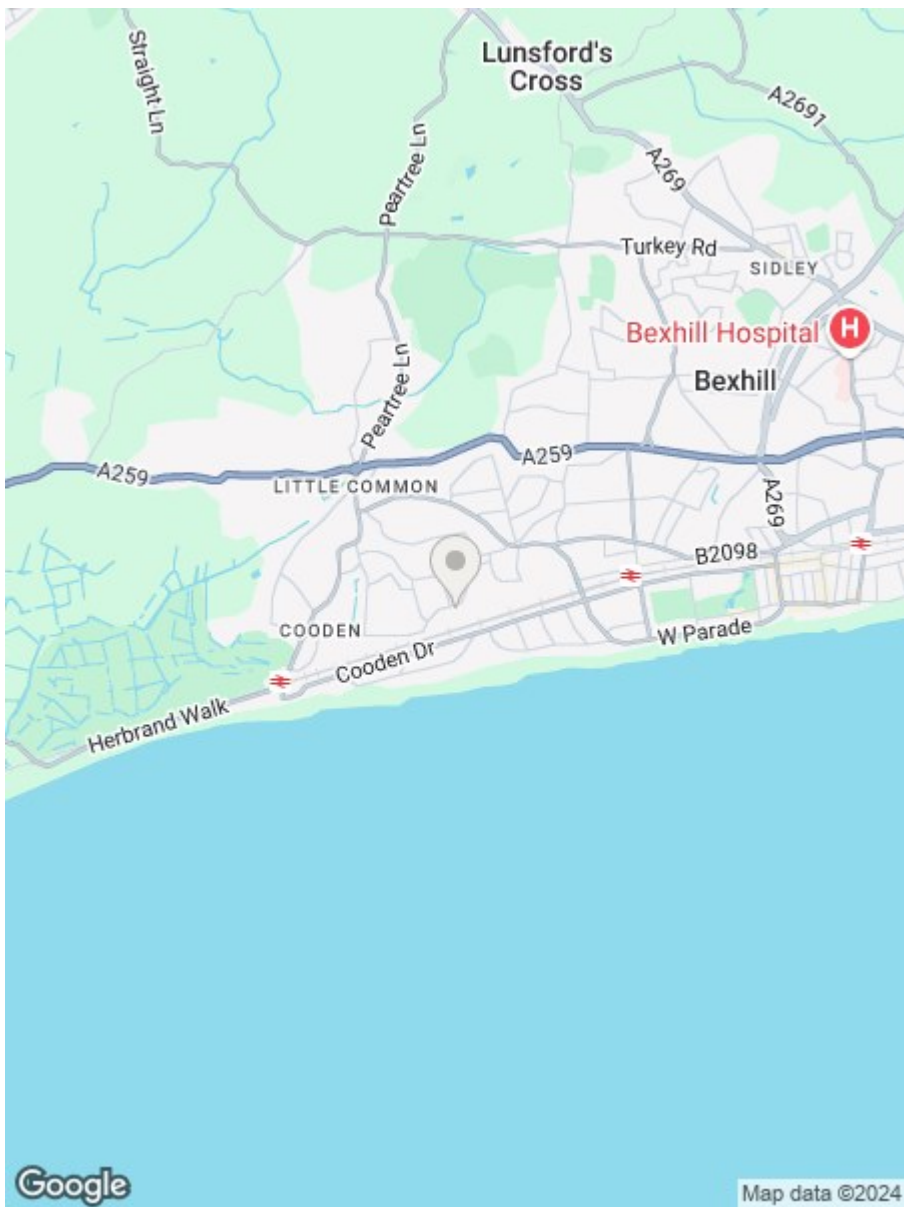 Lunsford's
Cross
Straight Ln
A2691
Peartree Ln
A269
Turkey Rd
SIDLEY
Bexhill Hospital
H
Bexhill
Peartree Ln
A259
A259
LITTLE COMMON
A269
B2098
COODEN
W Parade
Cooden Dr
Herbrand Walk
Google
Map data ©2024